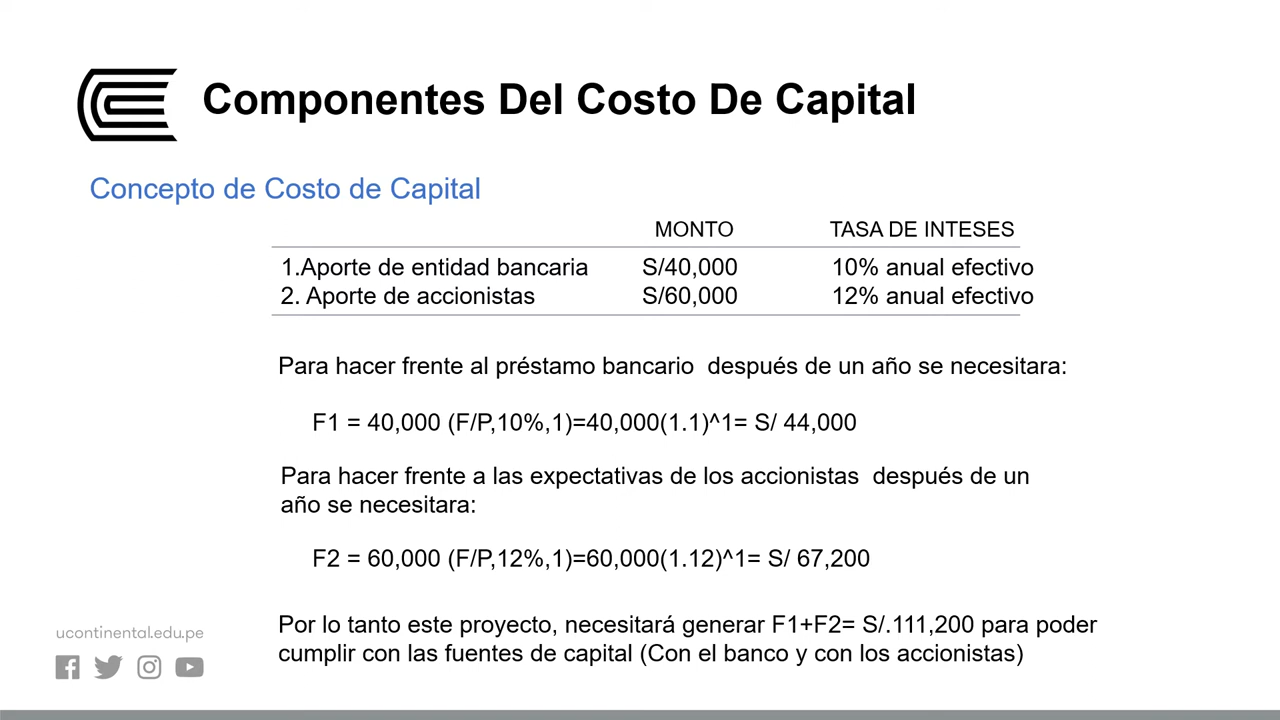 Componentes Del Costo De Capital
Concepto de Costo de Capital
MONTO TASA DE INTESES
1.Aporte de entidad bancaria S/40,000 10% anual efectivo
2. Aporte de accionistas S/60,000 12% anual efectivo
Para hacer frente al préstamo bancario después de un año se necesitara:
F1 = 40,000 (F/P,10%,1)=40,000(1.1)^1= S/ 44,000
Para hacer frente a las expectativas de los accionistas después de un
año se necesitara:
F2 = 60,000 (F/P,12%,1)=60,000(1.12)^1= S/ 67,200
Por lo tanto este proyecto, necesitará generar F1+F2= S/.111,200 para poder
cumplir con las fuentes de capital (Con el banco y con los accionistas)
ucontinental.edu.pe